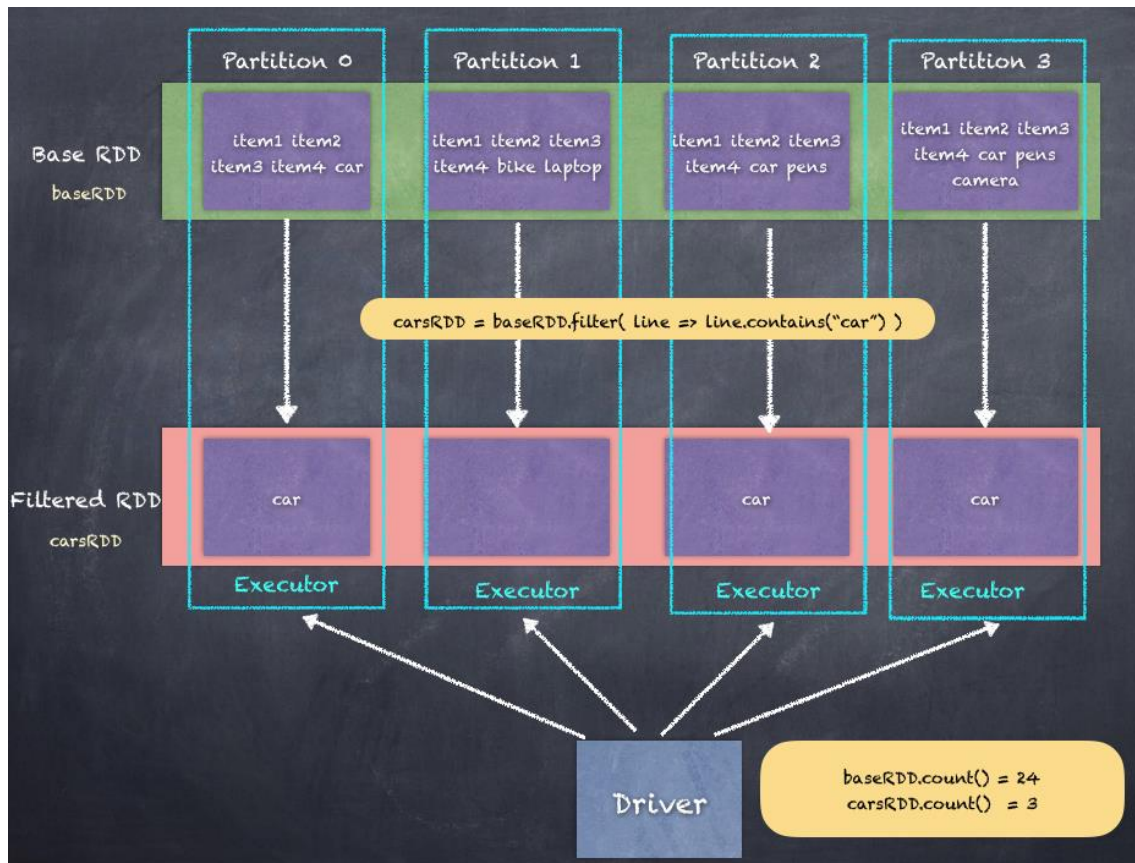 Partition 0
Partition 1
Partition 2
Partition 3
Base RDD
baseRDD
item1 item2
item3 item4 car
item1 item2 item3
item4 bike laptop
item1 item2 item3
item4 car pens
item1 item2 item3
item4 car pens
camera
carsRDD = baseRDD.filter( line => line.contains(“car”) )
Filtered RDD
carsRDD
car
car
car
Executor
Executor
Executor
Executor
Driver
baseRDD.count() = 24
carsRDD.count() = 3